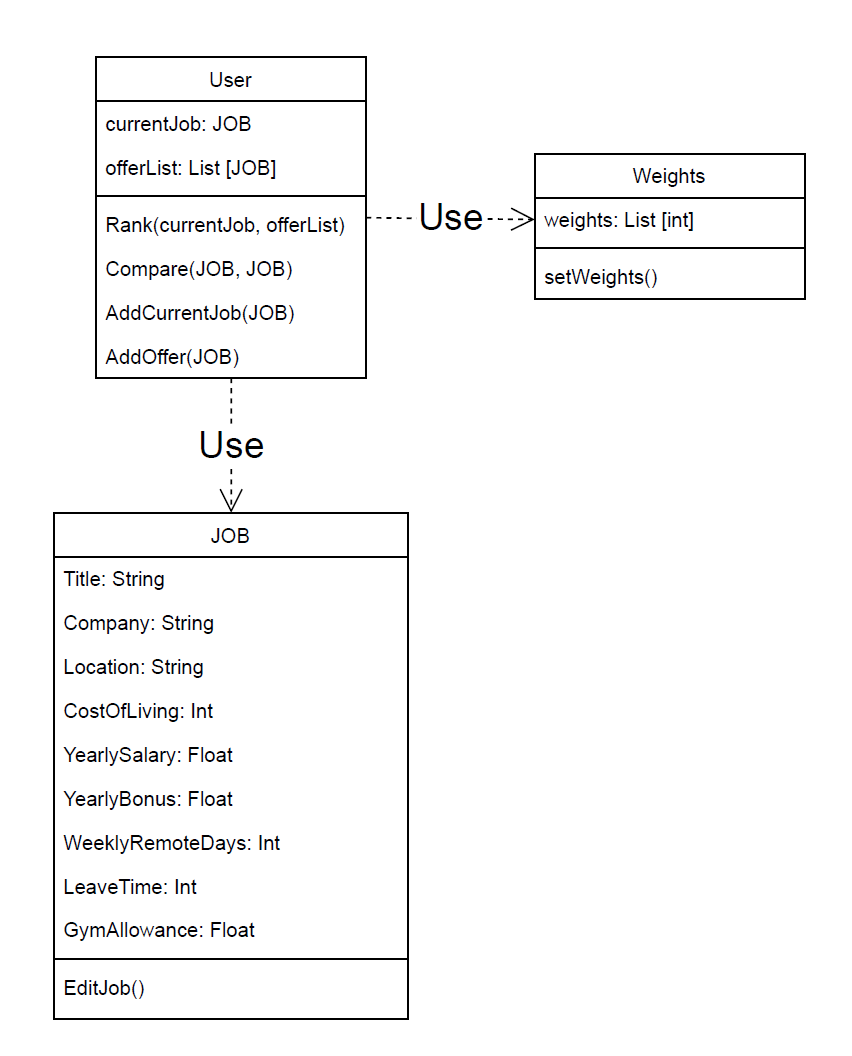 User
currentJob: JOB
offerList: List [JOB]
Rank(currentJob, offerList)
Compare(JOB, JOB)
AddCurrentJob(JOB)
AddOffer(JOB)
Use
Weights
weights: List [int]
setWeights()
Use
JOB
Title: String
Company: String
Location: String
CostOfLiving: Int
YearlySalary: Float
YearlyBonus: Float
WeeklyRemoteDays: Int
LeaveTime: Int
GymAllowance: Float
EditJob()